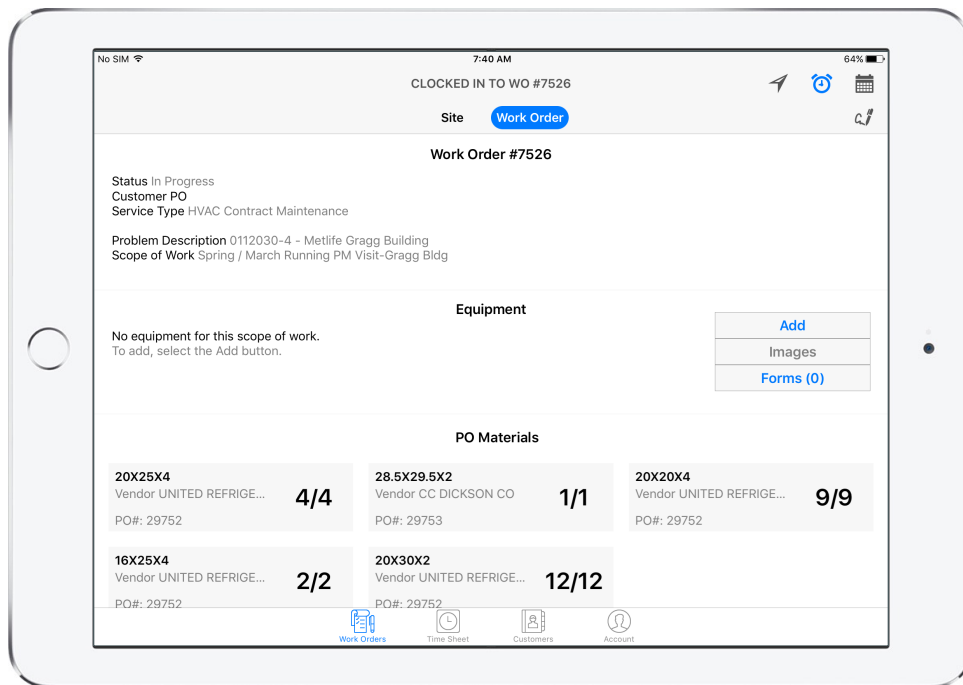 No SIM
7:40 AM
64%
CLOCKED IN TO WO #7526
Site
Work Order
Work Order #7526
Status In Progress
Customer PO
Service Type HVAC Contract Maintenance
Problem Description 0112030-4 - Metlife Gragg Building
Scope of Work Spring / March Running PM Visit-Gragg Bldg
Equipment
No equipment for this scope of work.
To add, select the Add button.
Add
Images
Forms (0)
PO Materials
20X25X4
Vendor UNITED REFRIGE...
4/4
PO#: 29752
28.5X29.5X2
Vendor CC DICKSON CO
1/1
PO#: 29753
20X20X4
Vendor UNITED REFRIGE...
9/9
PO#: 29752
16X25X4
Vendor UNITED REFRIGE...
2/2
PO#: 29752
20X30X2
Vendor UNITED REFRIGE...
12/12
PO#: 29752
Work Orders
Time Sheet
Customers
Account